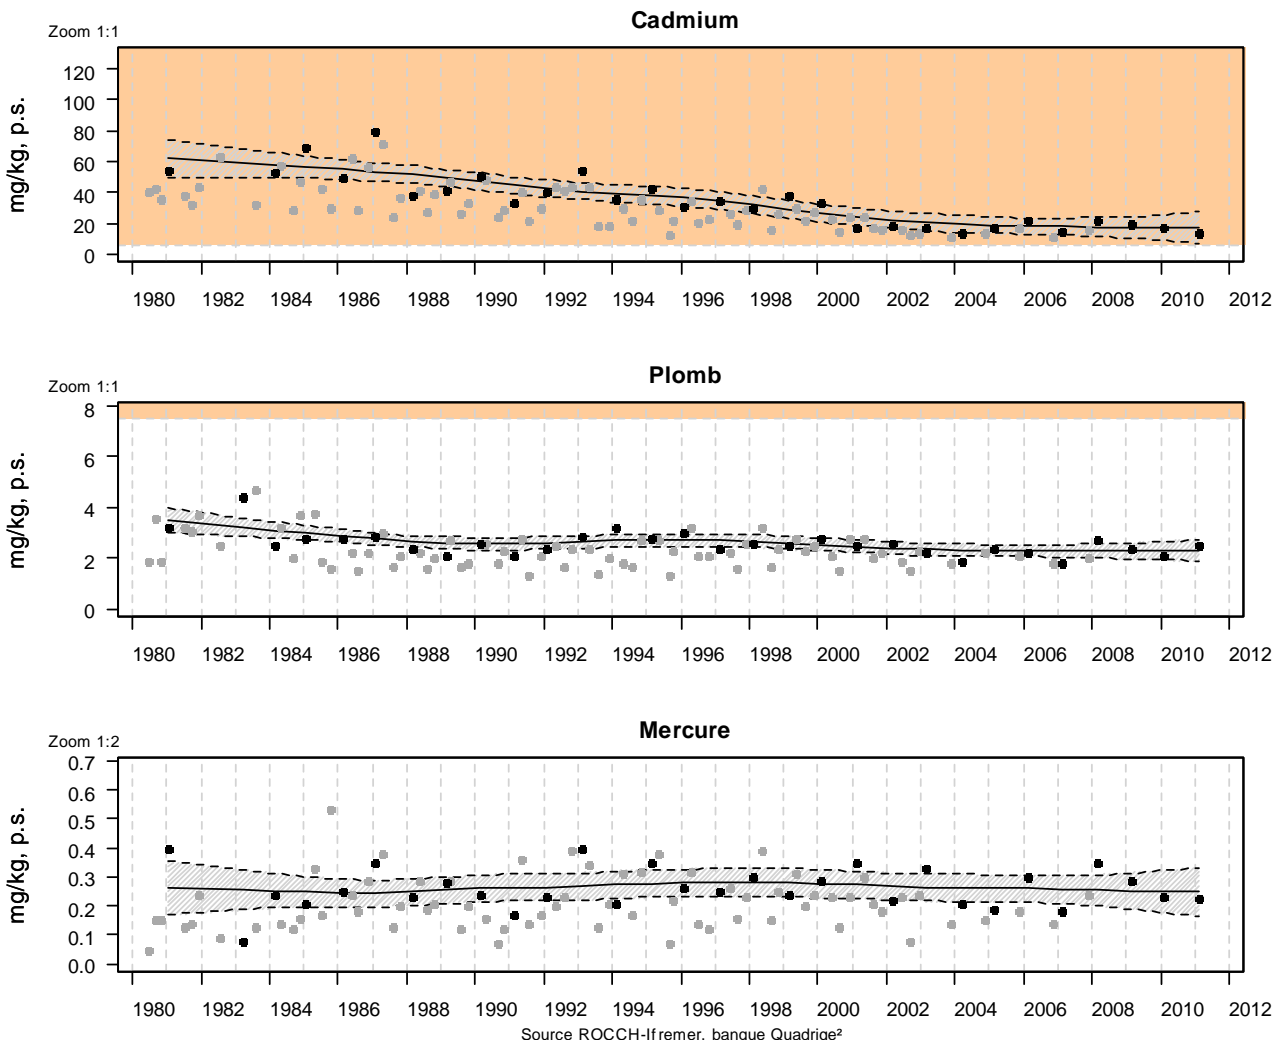 Cadmium
Zoom 1:1
mg/kg, p.s.
120
100
80
60
40
20
0
1980 1982 1984 1986 1988 1990 1992 1994 1996 1998 2000 2002 2004 2006 2008 2010 2012
Plomb
Zoom 1:1
mg/kg, p.s.
8
6
4
2
0
1980 1982 1984 1986 1988 1990 1992 1994 1996 1998 2000 2002 2004 2006 2008 2010 2012
Mercure
Zoom 1:2
mg/kg, p.s.
0.7
0.6
0.5
0.4
0.3
0.2
0.1
0.0
1980 1982 1984 1986 1988 1990 1992 1994 1996 1998 2000 2002 2004 2006 2008 2010 2012
Source ROCCH-Ifremer, banque Quadrige²